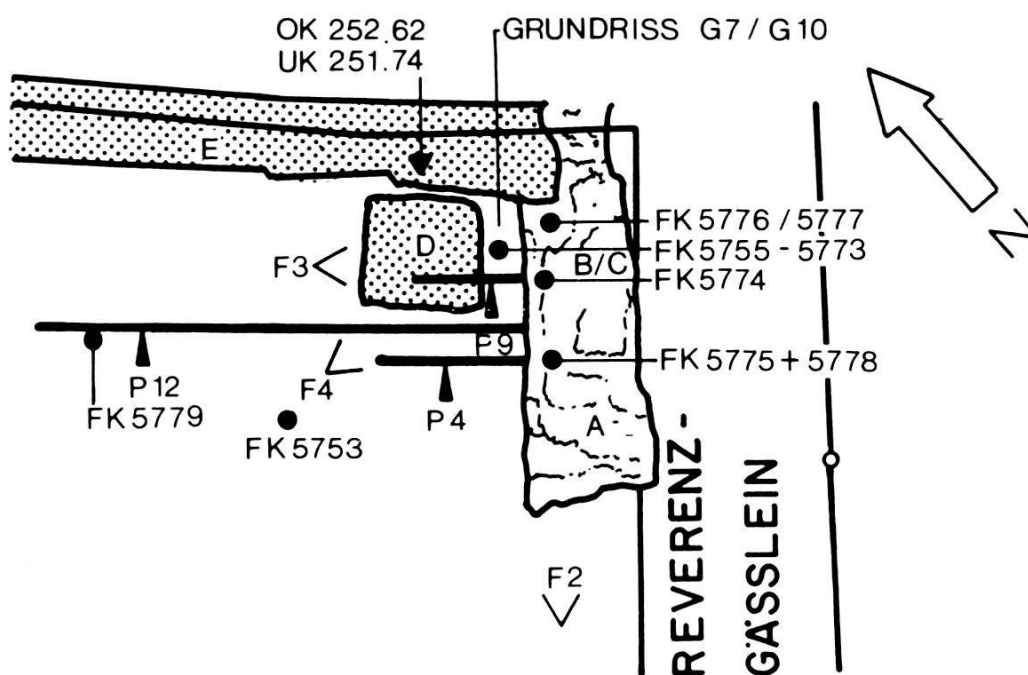 OK 252.62
UK 251.74
GRUNDRISS G7 / G10
N
E
FK 5776 / 5777
D
FK 5755 - 5773
B/C
F3
FK 5774
P9
FK 5775 + 5778
P12
F4
FK 5779
P4
A
FK 5753
F2
REVERENZ-
GÄSSLEIN